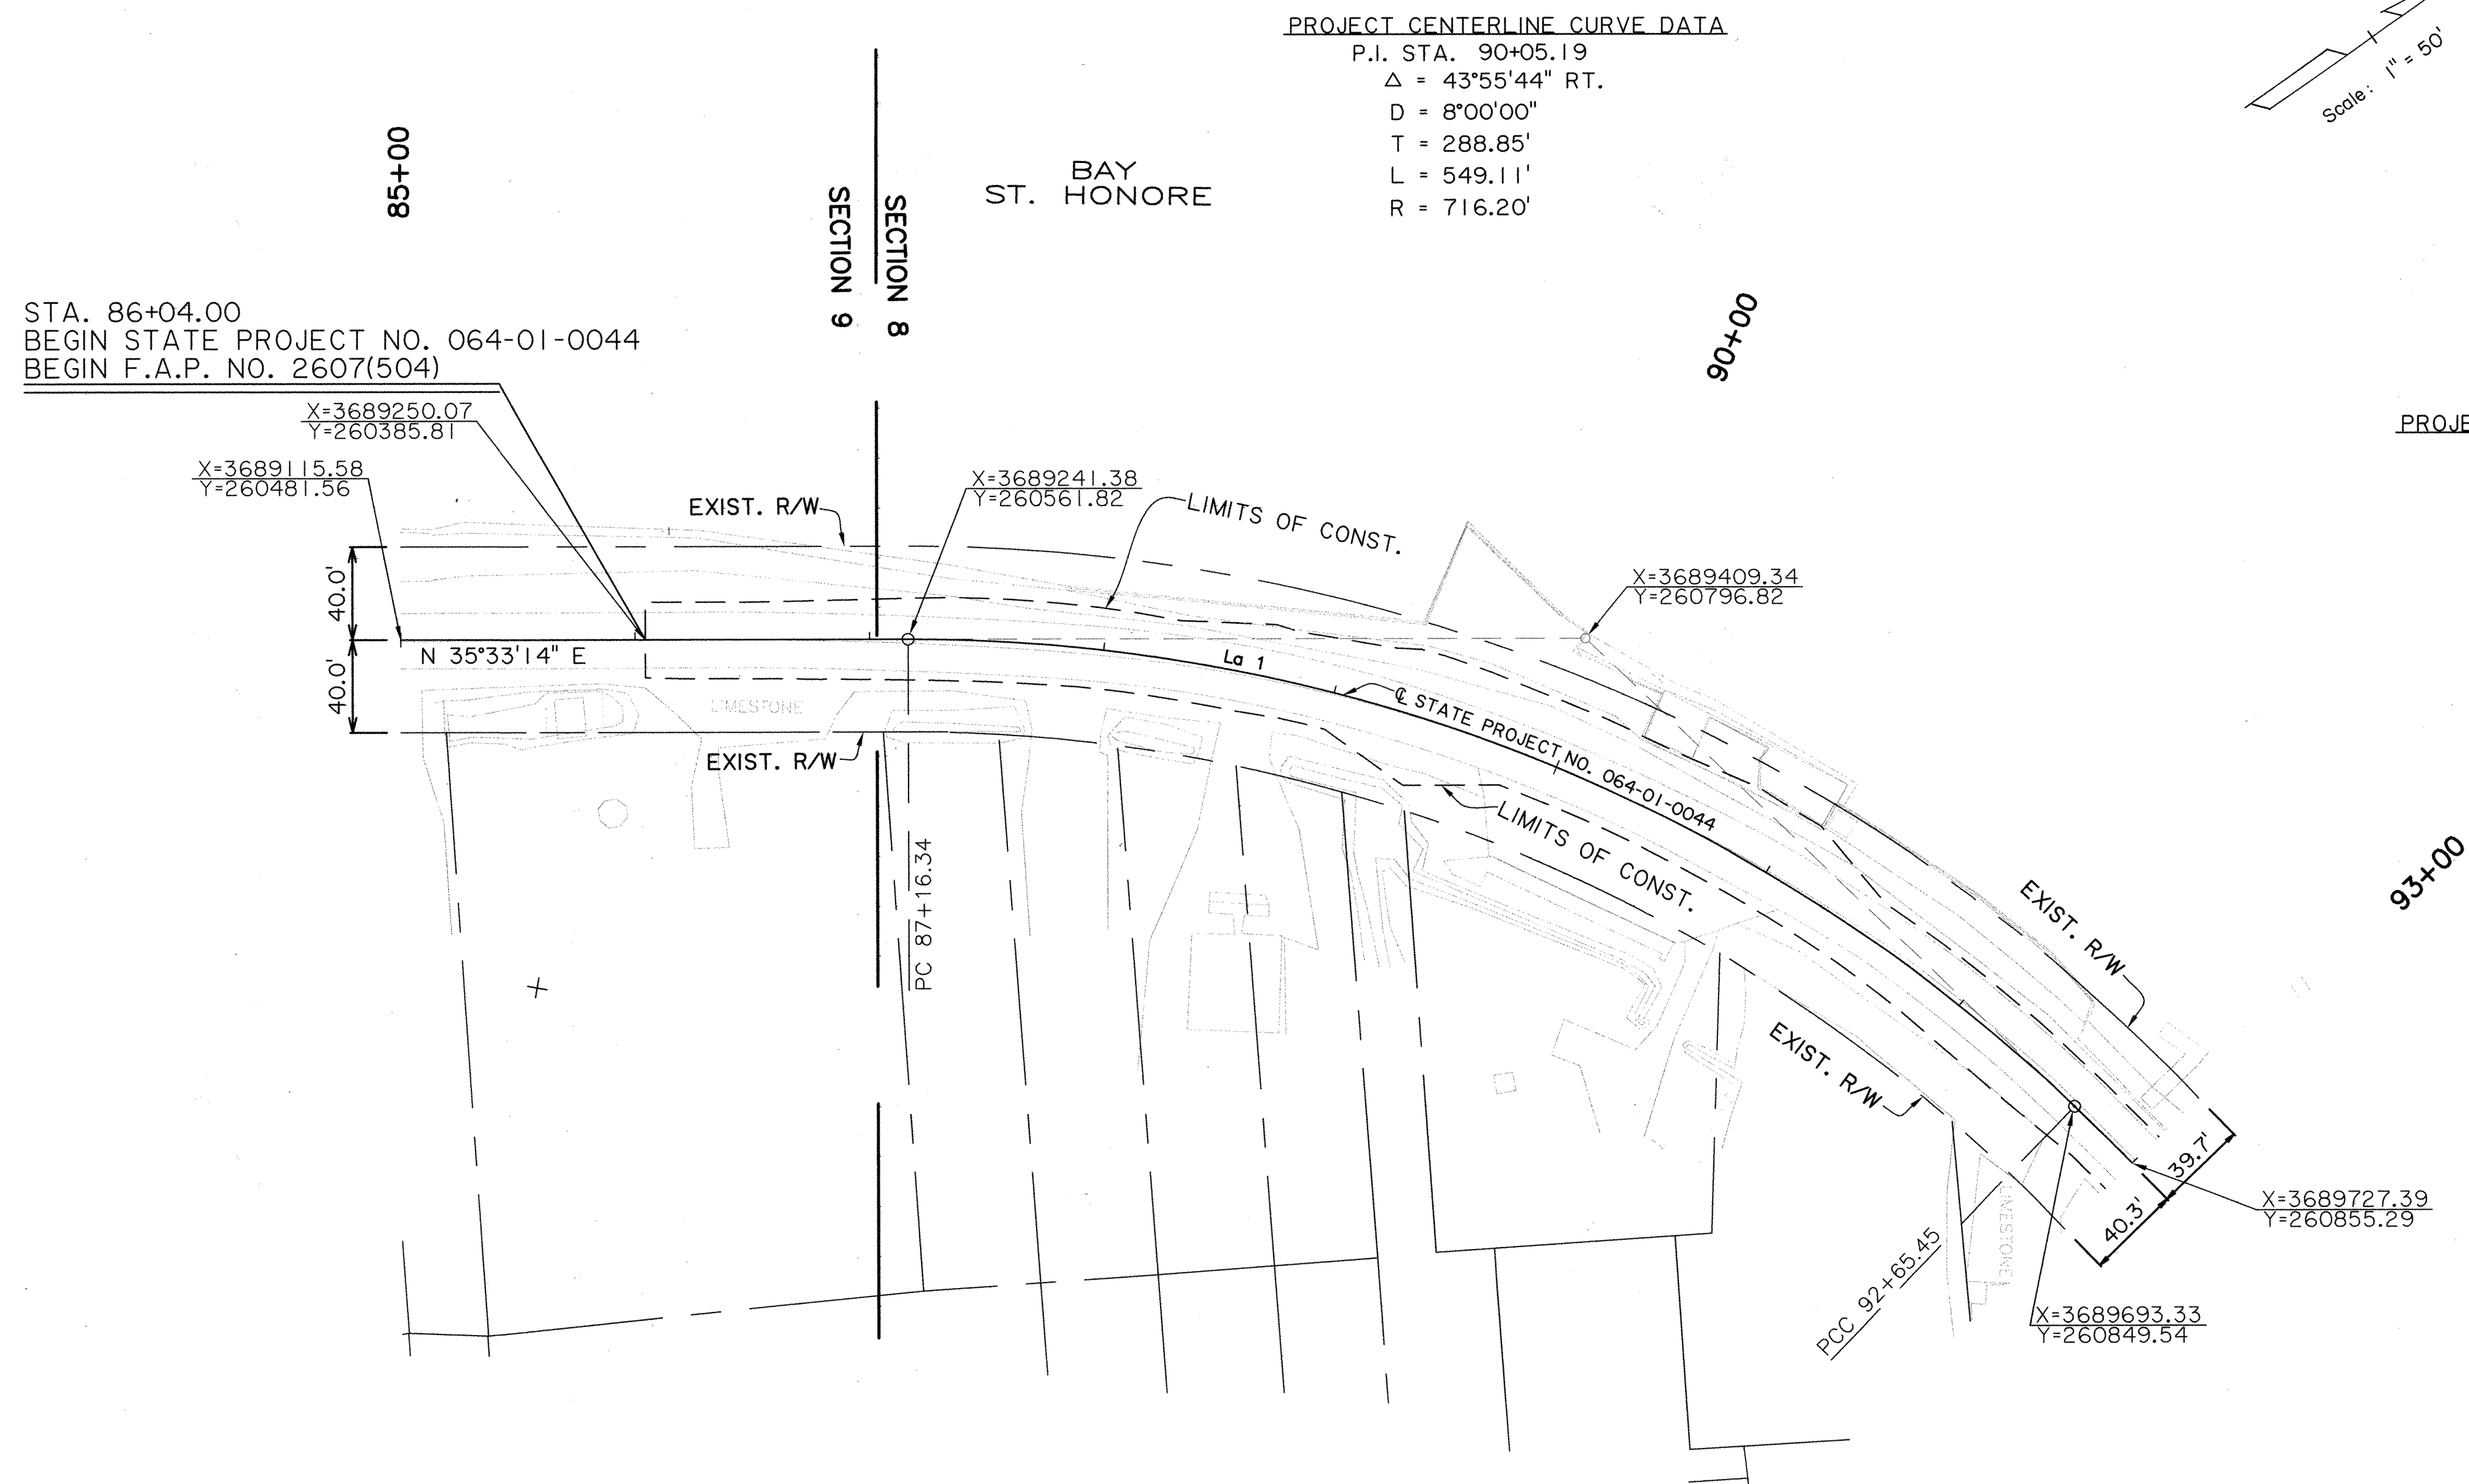 PROJECT CENTERLINE CURVE DATA
P.I. STA. 90+05.19
Δ = 43°55'44" RT.
D = 8°00'00"
T = 288.85'
L = 549.11'
R = 716.20'
Scale: 1" = 50'
85+00
SECTION 9
SECTION 8
BAY
ST. HONORE
90+00
STA. 86+04.00
BEGIN STATE PROJECT NO. 064-01-0044
BEGIN F.A.P. NO. 2607(504)
X=3689250.07
Y=260385.81
X=3689115.58
Y=260481.56
PROJE
EXIST. R/W
X=3689241.38
Y=260561.82
LIMITS OF CONST.
X=3689409.34
Y=260796.82
40.0'
40.0'
N 35°33'14" E
La 1
LIMESTONE
EXIST. R/W
℄ STATE PROJECT NO. 064-01-0044
LIMITS OF CONST.
PC 87+16.34
93+00
EXIST. R/W
EXIST. R/W
39.7'
40.3'
X=3689727.39
Y=260855.29
LIMESTONE
PCC 92+65.45
X=3689693.33
Y=260849.54